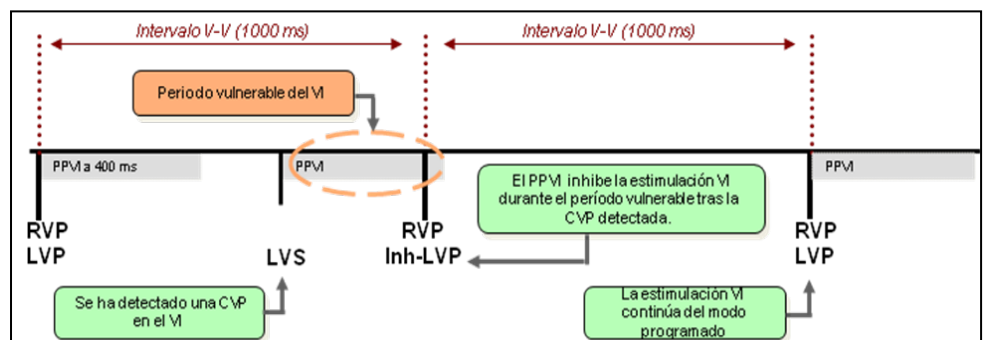 Intervalo V-V (1000 ms)
Intervalo V-V (1000 ms)
Periodo vulnerable del VI
PPVI a 400 ms
PPVI
PPVI
El PPVI inhibe la estimulación VI
durante el período vulnerable tras la
CVP detectada.
RVP
LVP
LVS
RVP
Inh-LVP
RVP
LVP
Se ha detectado una CVP
en el VI
La estimulación VI
continúa del modo
programado